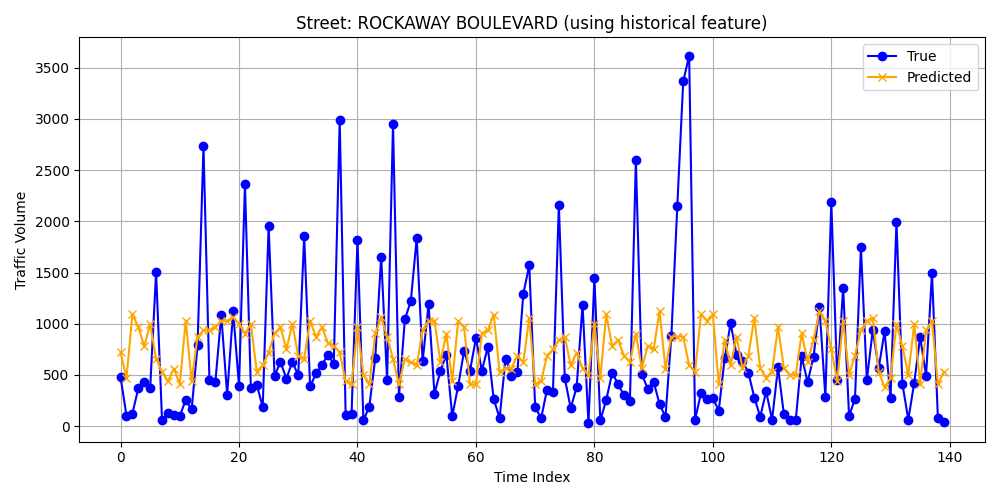 Street: ROCKAWAY BOULEVARD (using historical feature)
True
Predicted
Traffic Volume
3500
3000
2500
2000
1500
1000
500
0
0 20 40 60 80 100 120 140
Time Index